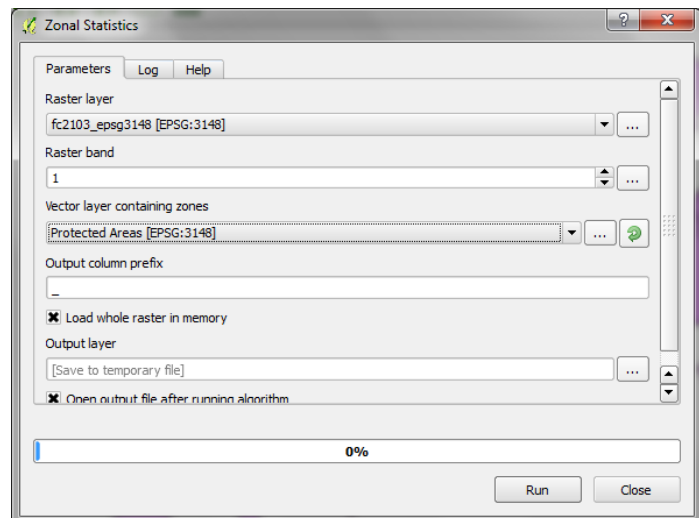 Zonal Statistics
Parameters Log Help
Raster layer
fc2103_epsg3148 [EPSG:3148]
...
Raster band
1
...
Vector layer containing zones
Protected Areas [EPSG:3148]
...
Output column prefix
_
Load whole raster in memory
Output layer
[Save to temporary file]
...
Open output file after running algorithm
0%
Run Close